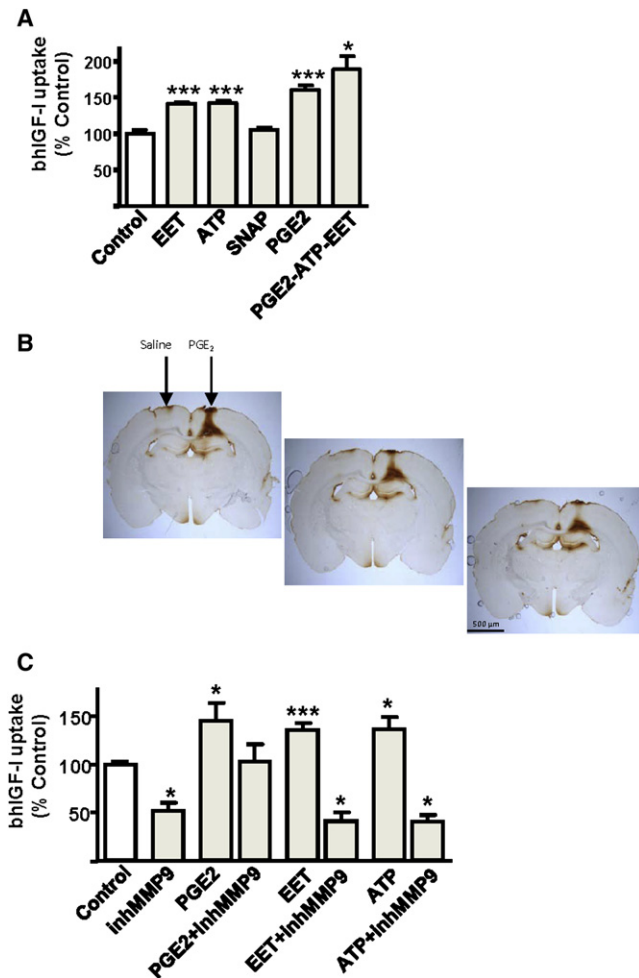 A
bhIGF-I uptake
(% Control)
200
150
100
50
***
***
***
*
Control
EET
ATP
SNAP
PGE2
PGE2-ATP-EET
B
Saline
PGE2
500 µm
C
bhIGF-I uptake
(% Control)
150
100
50
*
*
***
*
*
*
Control
inhMMP9
PGE2
PGE2+InhMMP9
EET
EET+InhMMP9
ATP
ATP+InhMMP9